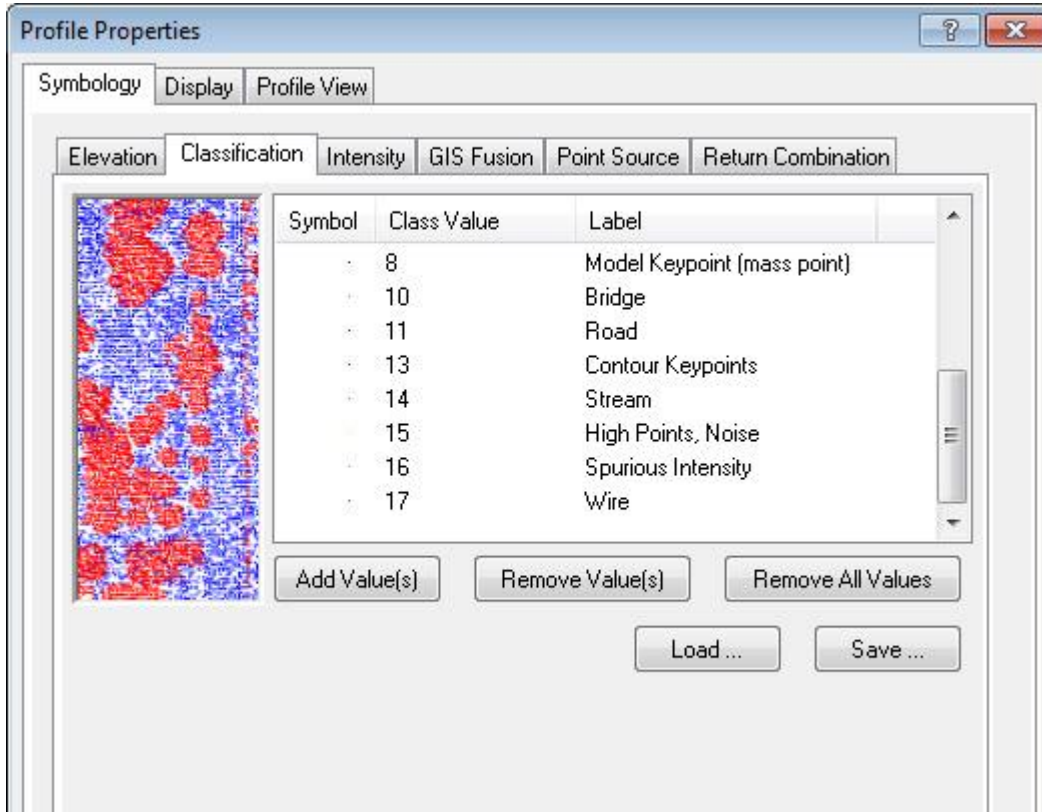 Profile Properties
Symbology Display Profile View
Elevation Classification Intensity GIS Fusion Point Source Return Combination
Symbol Class Value Label
8 Model Keypoint (mass point)
10 Bridge
11 Road
13 Contour Keypoints
14 Stream
15 High Points, Noise
16 Spurious Intensity
17 Wire
Add Value(s) Remove Value(s) Remove All Values
Load ... Save ...